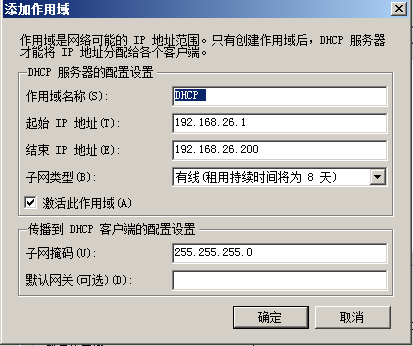 添加作用域
作用域是网络可能的 IP 地址范围。只有创建作用域后，DHCP 服务器
才能将 IP 地址分配给各个客户端。
DHCP 服务器的配置设置
作用域名称(S): DHCP
起始 IP 地址(T): 192.168.26.1
结束 IP 地址(E): 192.168.26.200
子网类型(B): 有线(租用持续时间将为 8 天)
激活此作用域(A)
传播到 DHCP 客户端的配置设置
子网掩码(U): 255.255.255.0
默认网关(可选)(D):
确定 取消